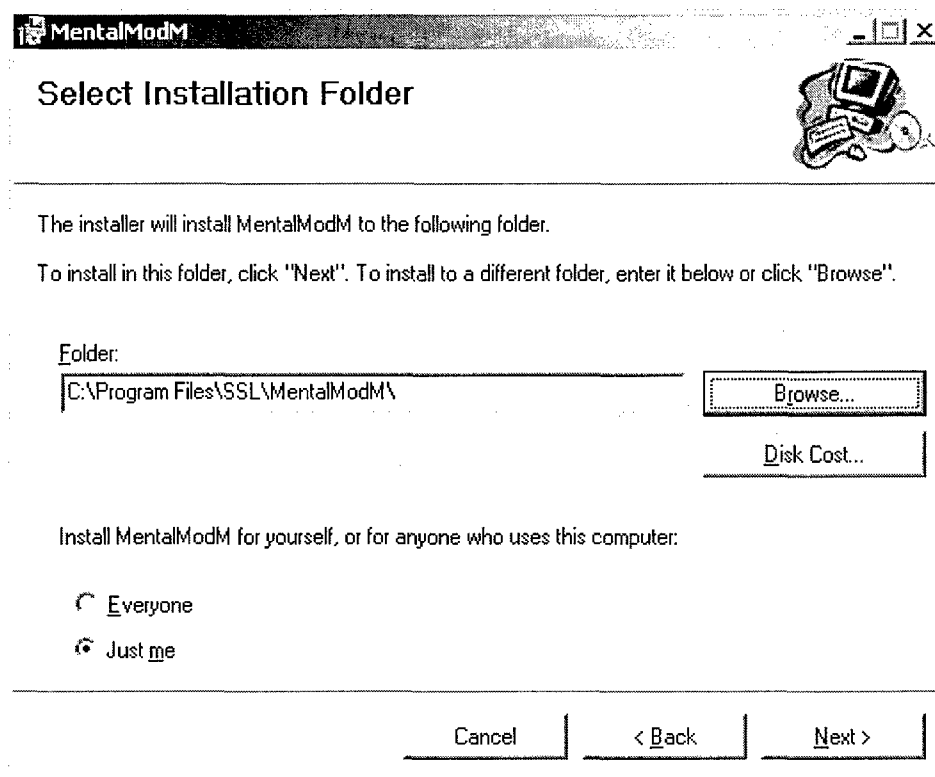 MentalModM
Select Installation Folder
The installer will install MentalModM to the following folder.
To install in this folder, click "Next". To install to a different folder, enter it below or click "Browse".
Folder:
C:\Program Files\SSL\MentalModM\
Browse...
Disk Cost...
Install MentalModM for yourself, or for anyone who uses this computer:
Everyone
Just me
Cancel
< Back
Next >